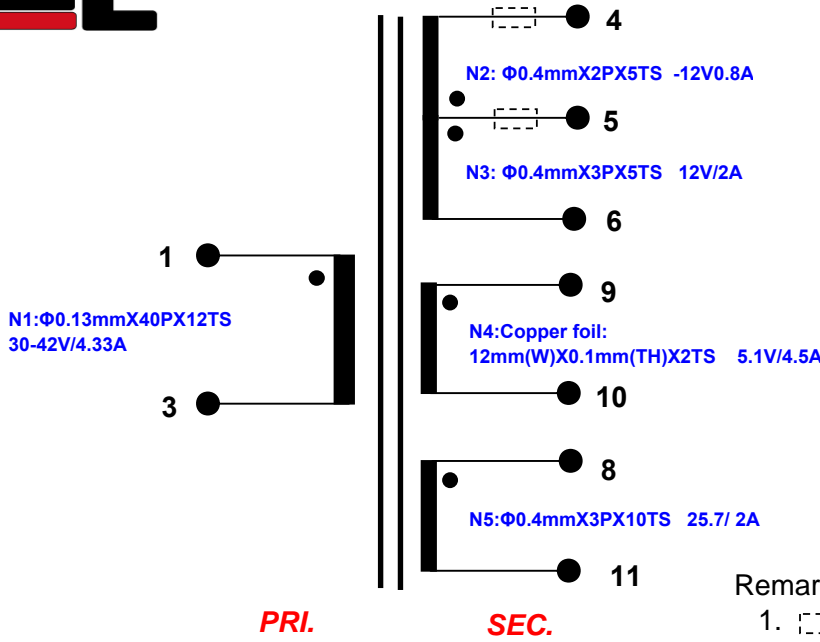 4
N2: Φ0.4mmX2PX5TS -12V0.8A
5
N3: Φ0.4mmX3PX5TS 12V/2A
6
1
N1:Φ0.13mmX40PX12TS
30-42V/4.33A
3
9
N4:Copper foil:
12mm(W)X0.1mm(TH)X2TS 5.1V/4.5A
10
8
N5:Φ0.4mmX3PX10TS 25.7/ 2A
11
PRI.
SEC.
Remar
1.